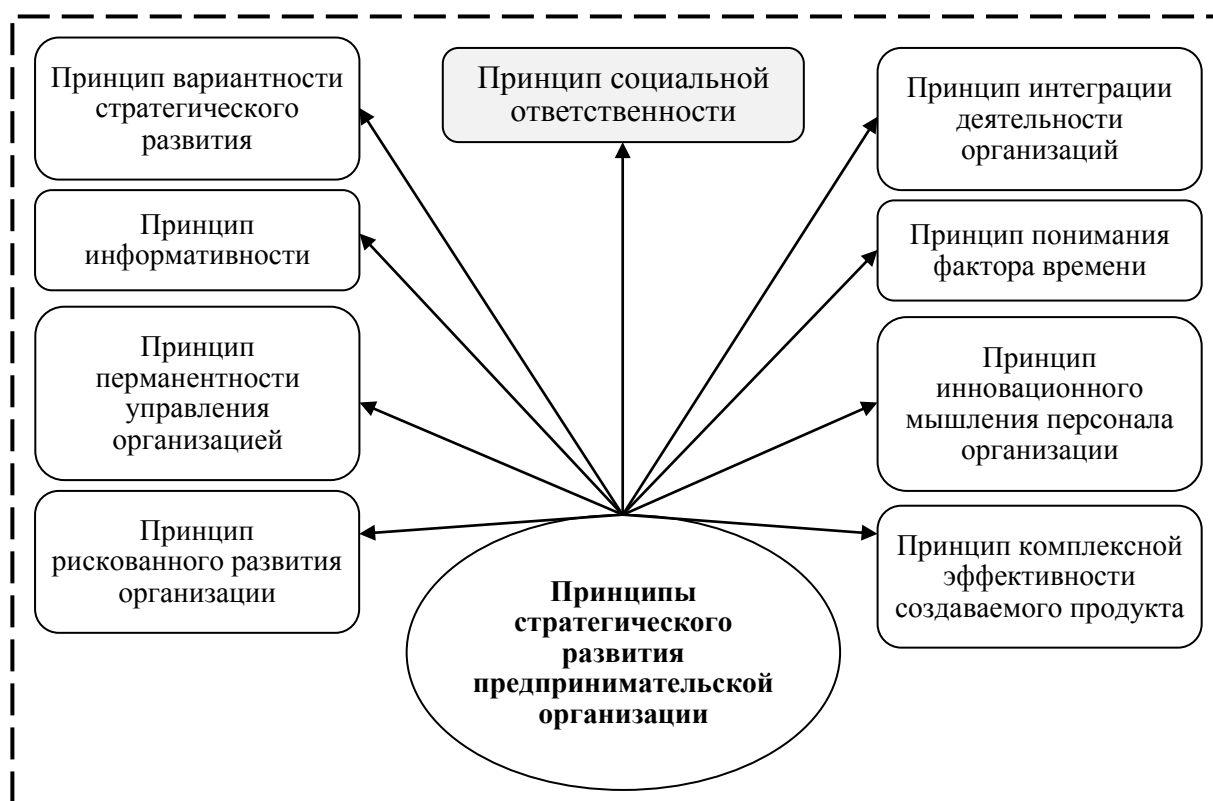 Принцип вариантности
стратегического
развития
Принцип
информативности
Принцип
перманентности
управления
организацией
Принцип
рискованного развития
организации
Принцип социальной
ответственности
Принцип интеграции
деятельности
организаций
Принцип понимания
фактора времени
Принцип
инновационного
мышления персонала
организации
Принцип комплексной
эффективности
создаваемого продукта
Принципы
стратегического
развития
предпринимательской
организации